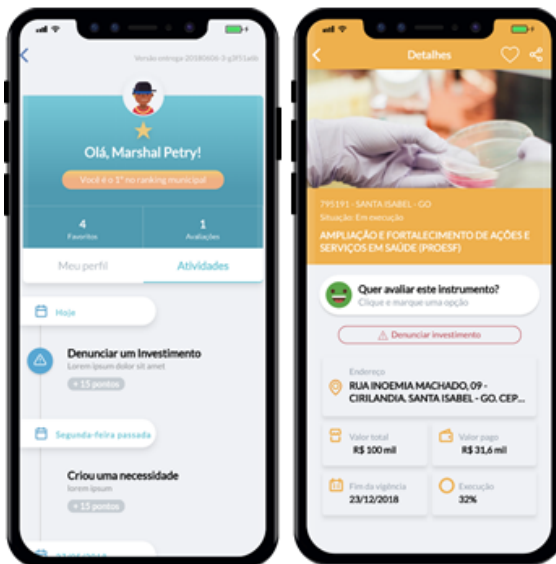 Olá, Marshal Petry!
Você é o 1º no ranking municipal
4
Favoritos
1
Avaliações
Meu perfil
Atividades
Hoje
Denunciar um Investimento
Lorem ipsum dolor sit amet
+ 15 pontos
Segunda-feira passada
Criou uma necessidade
lorem ipsum
+ 15 pontos
Detalhes
795191 - SANTA ISABEL - GO
Situação: Em execução
AMPLIAÇÃO E FORTALECIMENTO DE AÇÕES E
SERVIÇOS EM SAÚDE (PROESF)
Quer avaliar este instrumento?
Clique e marque uma opção
Denunciar investimento
Endereço
RUA INOEMIA MACHADO, 09 -
CIRILANDIA. SANTA ISABEL - GO. CEP...
Valor total
R$ 100 mil
Valor pago
R$ 31,6 mil
Fim da vigência
23/12/2018
Execução
32%